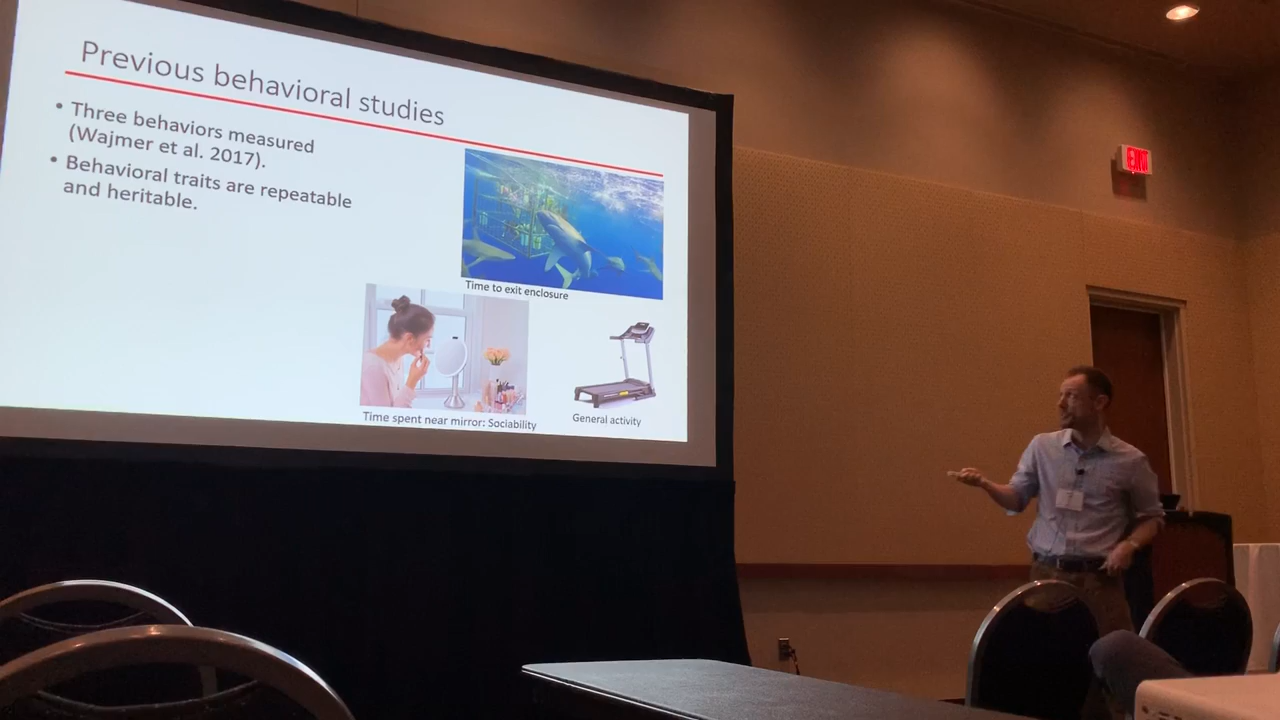 Previous behavioral studies
• Three behaviors measured
(Wajmer et al. 2017).
• Behavioral traits are repeatable
and heritable.
Time to exit enclosure
Time spent near mirror: Sociability
General activity
EXIT